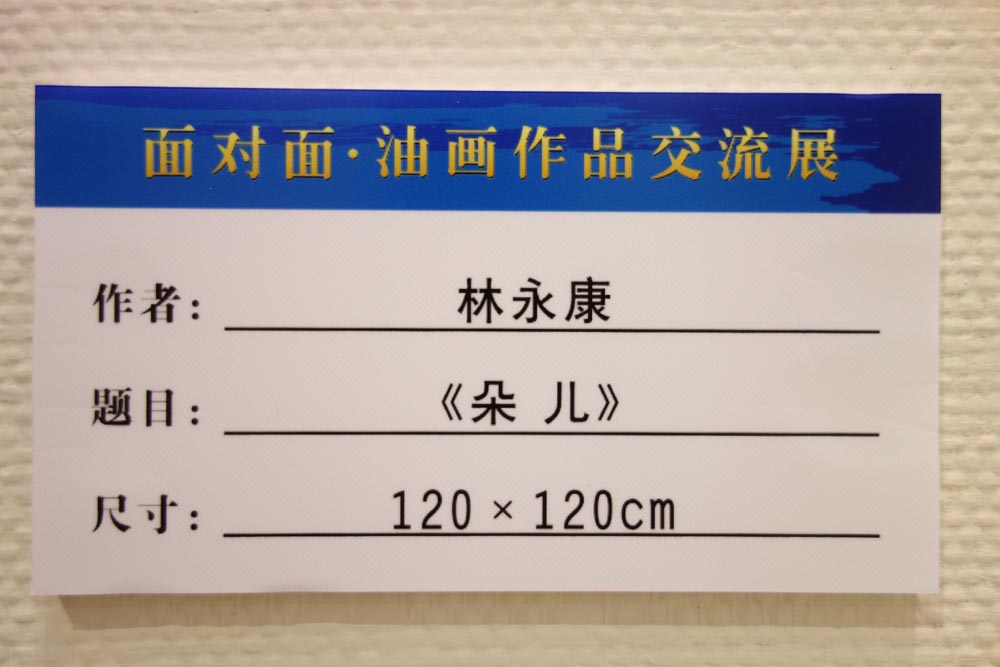 面对面·油画作品交流展
作者：林永康
题目：《朵 儿》
尺寸：120×120cm